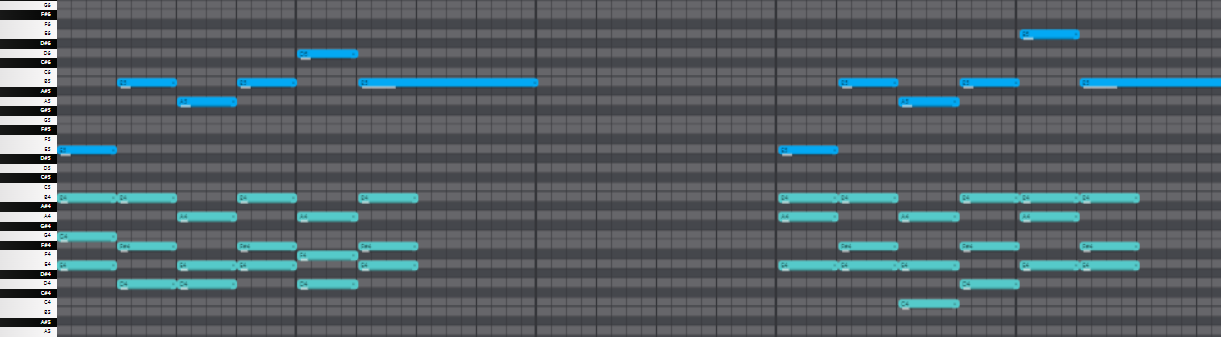 G6
F#6
F6
E6 E6
D#6
D6 D6
C#6
C6
B5 B5 B5 B5 B5 B5 B5
A#5
A5 A5 A5
G#5
G5
F#5
F5
E5 E5 E5
D#5
D5
C#5
C5
B4 B4 B4 B4 B4 B4 B4 B4 B4 B4
A#4
A4 A4 A4 A4 A4 A4
G#4
G4 G4
F#4 F#4 F#4 F#4 F#4 F#4 F#4
F4 F4
E4 E4 E4 E4 E4 E4 E4 E4 E4 E4
D#4
D4 D4 D4 D4 D4
C#4
C4 C4
B3
A#3
A3